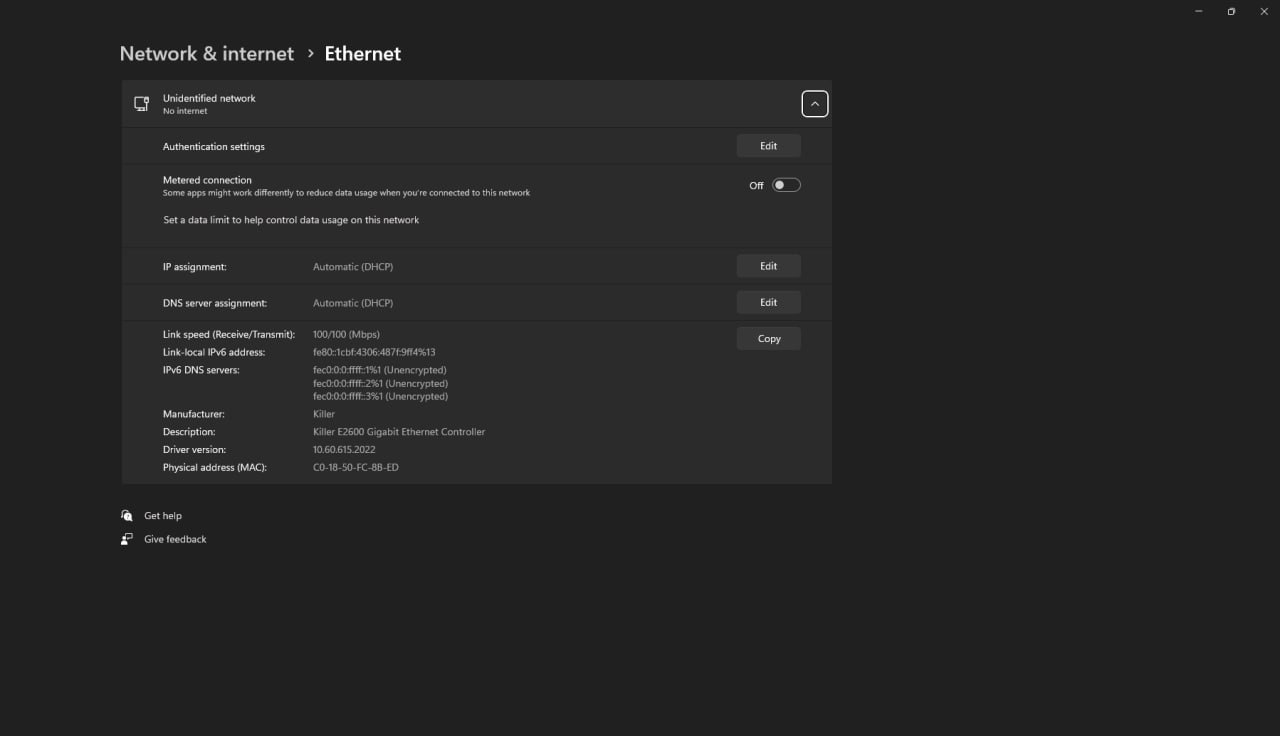 Network & internet › Ethernet
Unidentified network
No internet
Authentication settings Edit
Metered connection
Some apps might work differently to reduce data usage when you're connected to this network
Off
Set a data limit to help control data usage on this network
IP assignment: Automatic (DHCP) Edit
DNS server assignment: Automatic (DHCP) Edit
Link speed (Receive/Transmit): 100/100 (Mbps) Copy
Link-local IPv6 address: fe80::1cbf:4306:487f:9ff4%13
IPv6 DNS servers: fec0:0:0:ffff::1%1 (Unencrypted)
fec0:0:0:ffff::2%1 (Unencrypted)
fec0:0:0:ffff::3%1 (Unencrypted)
Manufacturer: Killer
Description: Killer E2600 Gigabit Ethernet Controller
Driver version: 10.60.615.2022
Physical address (MAC): C0-18-50-FC-8B-ED
Get help
Give feedback